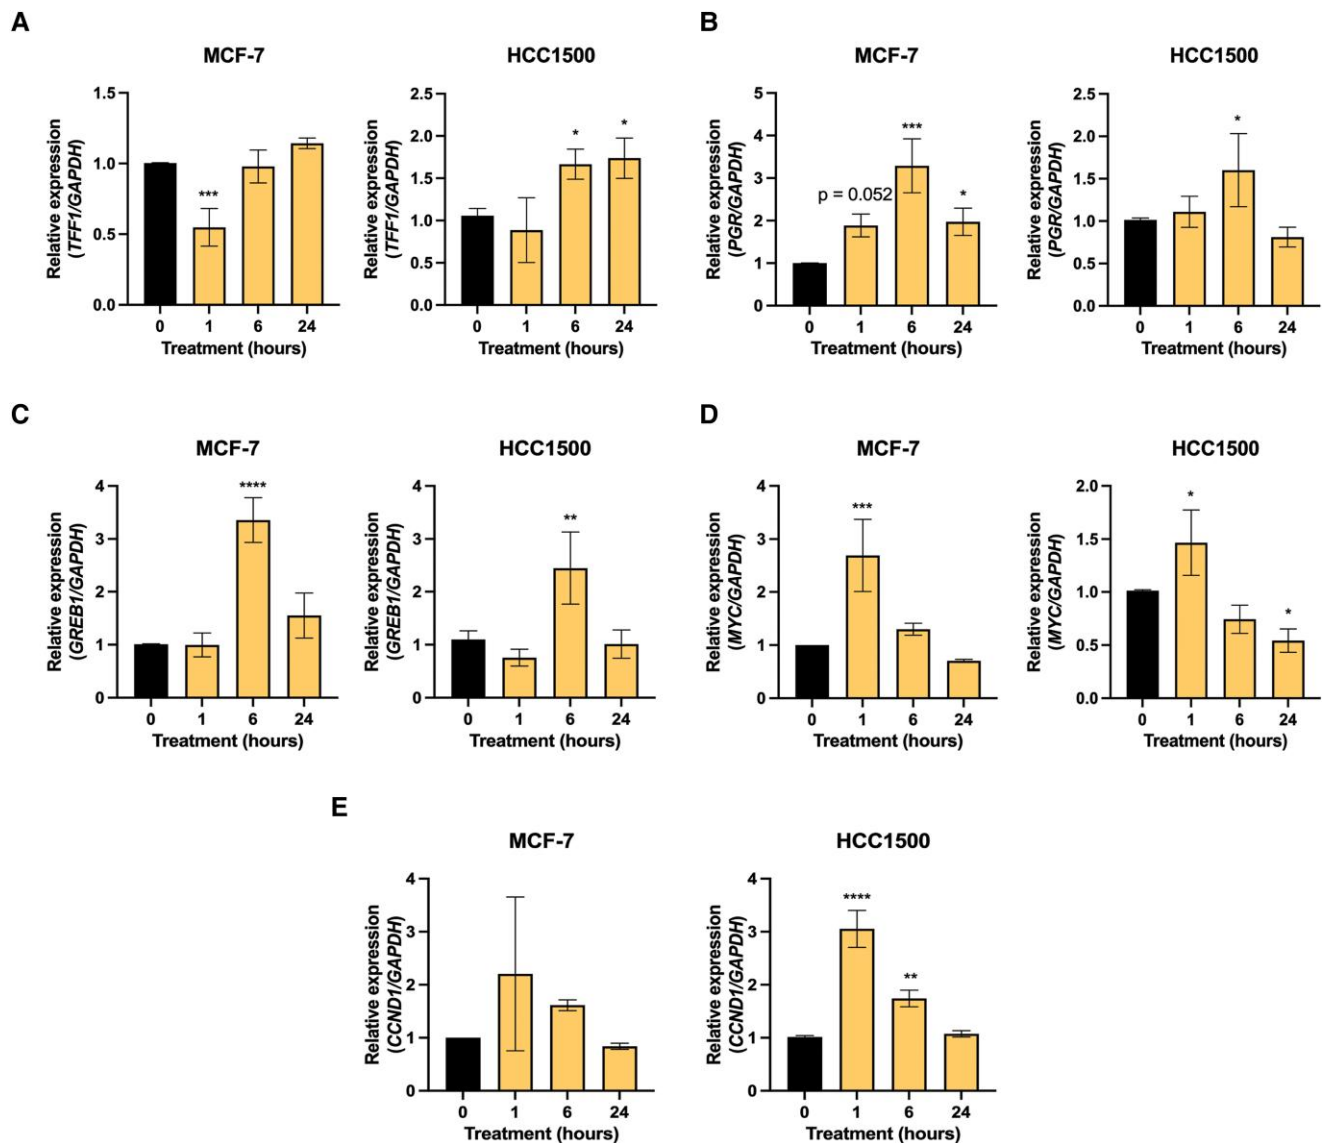 A
MCF-7
Relative expression
(TFF1/GAPDH)
1.5
1.0
0.5
0.0
***
0 1 6 24
Treatment (hours)
HCC1500
Relative expression
(TFF1/GAPDH)
2.5
2.0
1.5
1.0
0.5
0.0
* *
0 1 6 24
Treatment (hours)
B
MCF-7
Relative expression
(PGR/GAPDH)
5
4
3
2
1
0
p = 0.052
***
*
0 1 6 24
Treatment (hours)
HCC1500
Relative expression
(PGR/GAPDH)
2.5
2.0
1.5
1.0
0.5
0.0
*
0 1 6 24
Treatment (hours)
C
MCF-7
Relative expression
(GREB1/GAPDH)
4
3
2
1
0
****
0 1 6 24
Treatment (hours)
HCC1500
Relative expression
(GREB1/GAPDH)
4
3
2
1
0
**
0 1 6 24
Treatment (hours)
D
MCF-7
Relative expression
(MYC/GAPDH)
4
3
2
1
0
***
0 1 6 24
Treatment (hours)
HCC1500
Relative expression
(MYC/GAPDH)
2.0
1.5
1.0
0.5
0.0
*
*
0 1 6 24
Treatment (hours)
E
MCF-7
Relative expression
(CCND1/GAPDH)
4
3
2
1
0
0 1 6 24
Treatment (hours)
HCC1500
Relative expression
(CCND1/GAPDH)
4
3
2
1
0
****
**
0 1 6 24
Treatment (hours)